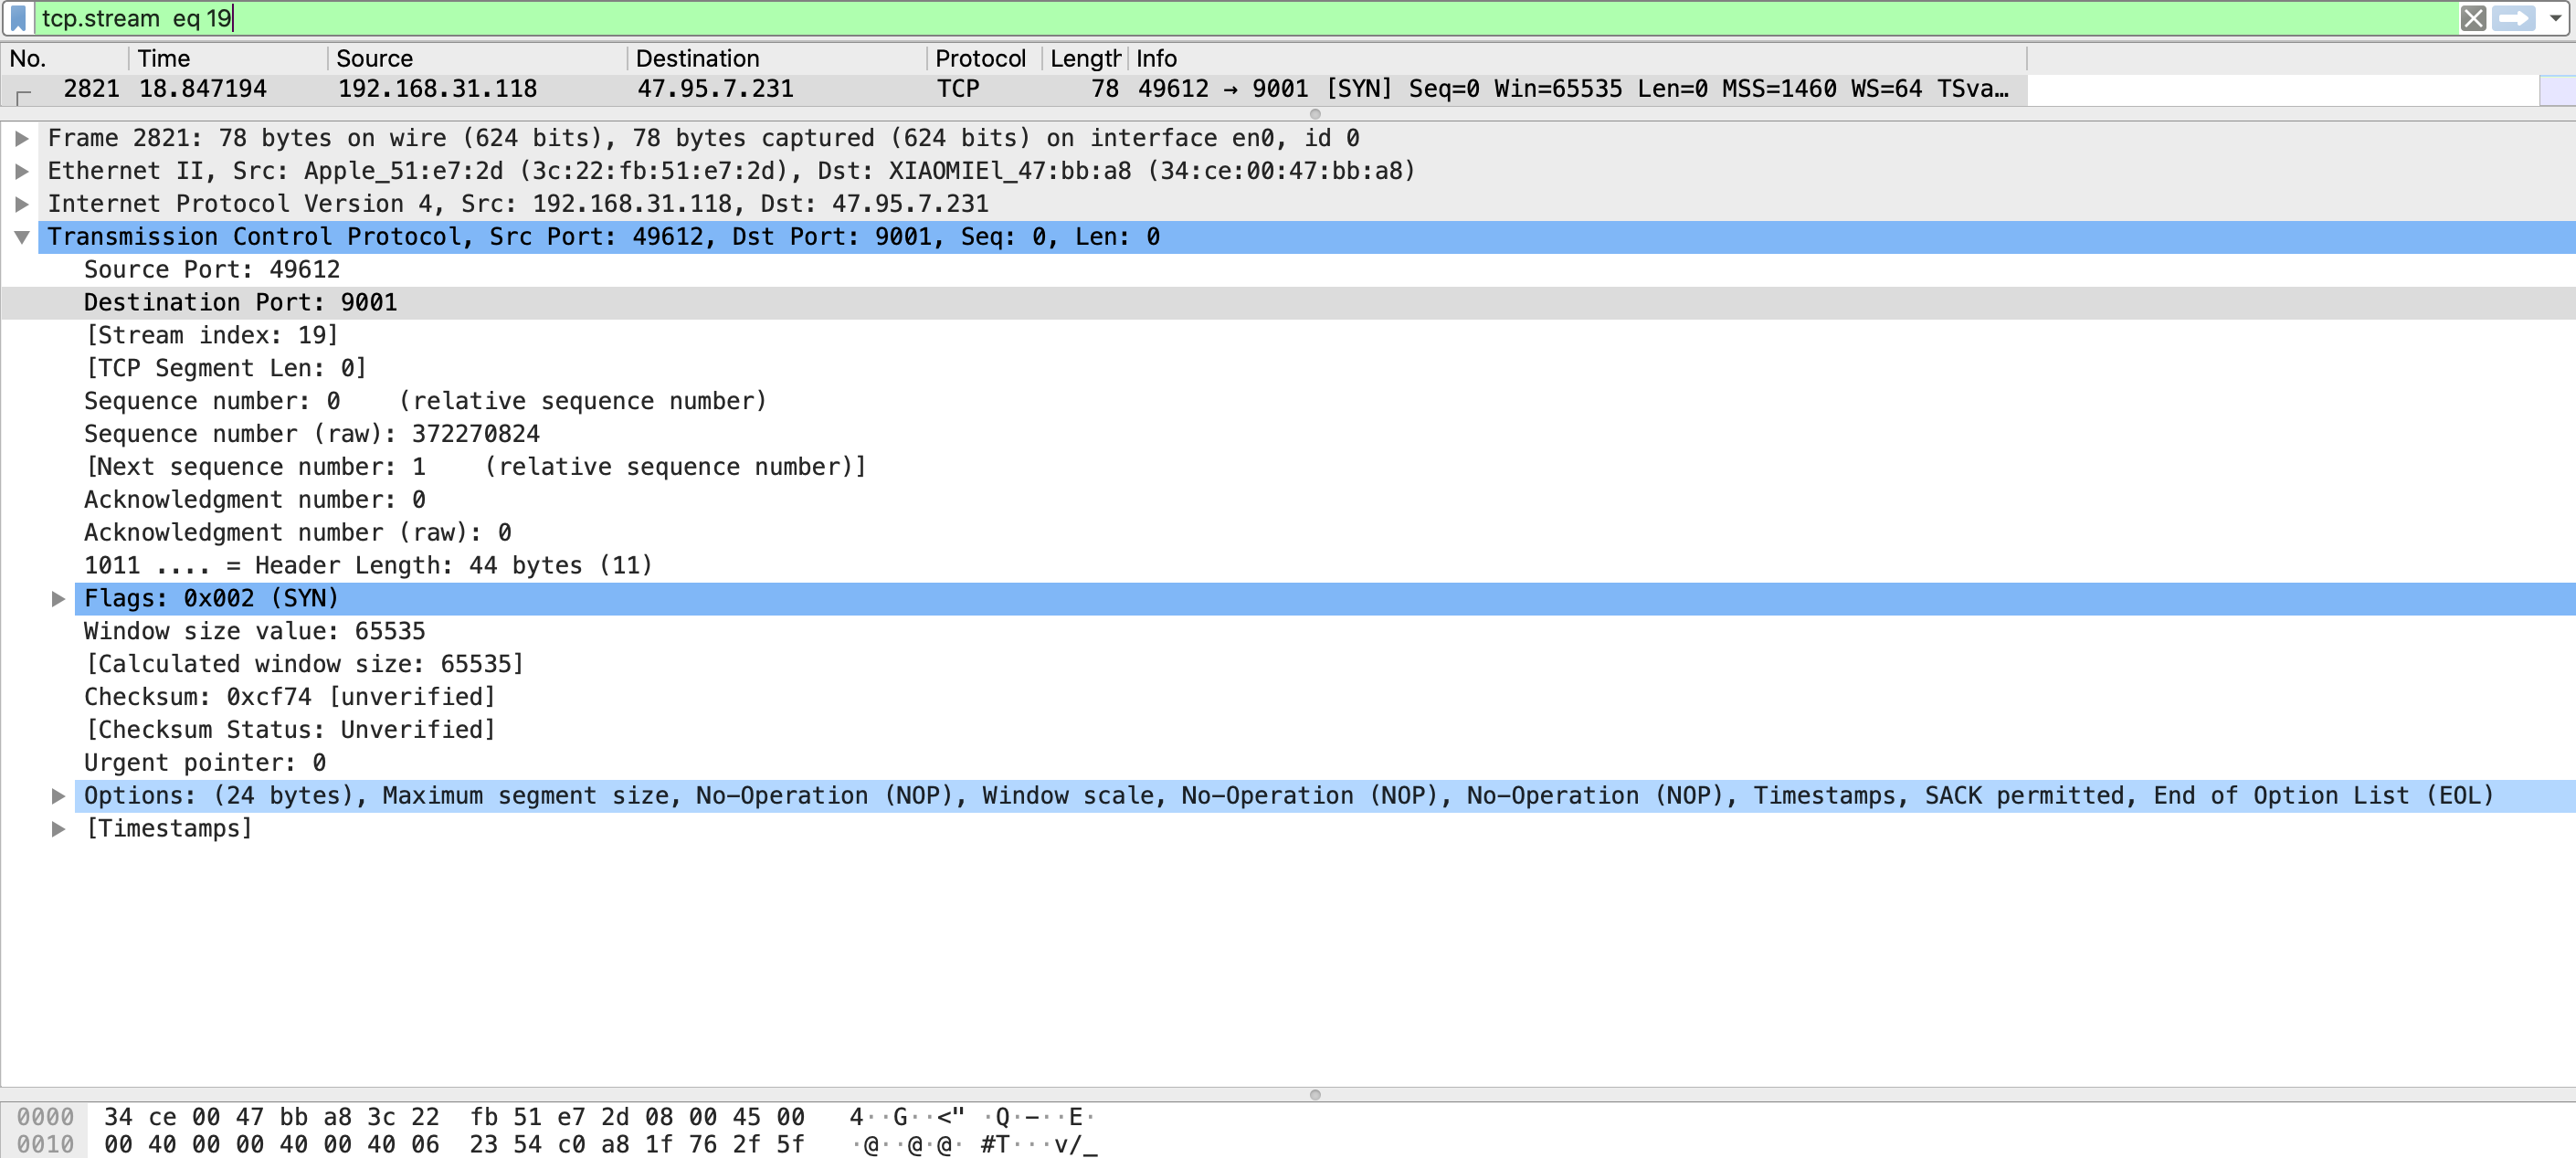 tcp.stream eq 19
No. Time Source Destination Protocol Length Info
2821 18.847194 192.168.31.118 47.95.7.231 TCP 78 49612 → 9001 [SYN] Seq=0 Win=65535 Len=0 MSS=1460 WS=64 TSva…
Frame 2821: 78 bytes on wire (624 bits), 78 bytes captured (624 bits) on interface en0, id 0
Ethernet II, Src: Apple_51:e7:2d (3c:22:fb:51:e7:2d), Dst: XIAOMIEl_47:bb:a8 (34:ce:00:47:bb:a8)
Internet Protocol Version 4, Src: 192.168.31.118, Dst: 47.95.7.231
Transmission Control Protocol, Src Port: 49612, Dst Port: 9001, Seq: 0, Len: 0
Source Port: 49612
Destination Port: 9001
[Stream index: 19]
[TCP Segment Len: 0]
Sequence number: 0    (relative sequence number)
Sequence number (raw): 372270824
[Next sequence number: 1    (relative sequence number)]
Acknowledgment number: 0
Acknowledgment number (raw): 0
1011 .... = Header Length: 44 bytes (11)
Flags: 0x002 (SYN)
Window size value: 65535
[Calculated window size: 65535]
Checksum: 0xcf74 [unverified]
[Checksum Status: Unverified]
Urgent pointer: 0
Options: (24 bytes), Maximum segment size, No-Operation (NOP), Window scale, No-Operation (NOP), No-Operation (NOP), Timestamps, SACK permitted, End of Option List (EOL)
[Timestamps]
0000 34 ce 00 47 bb a8 3c 22 fb 51 e7 2d 08 00 45 00 4··G··<" ·Q·-··E·
0010 00 40 00 00 40 00 40 06 23 54 c0 a8 1f 76 2f 5f ·@··@·@· #T···v/_